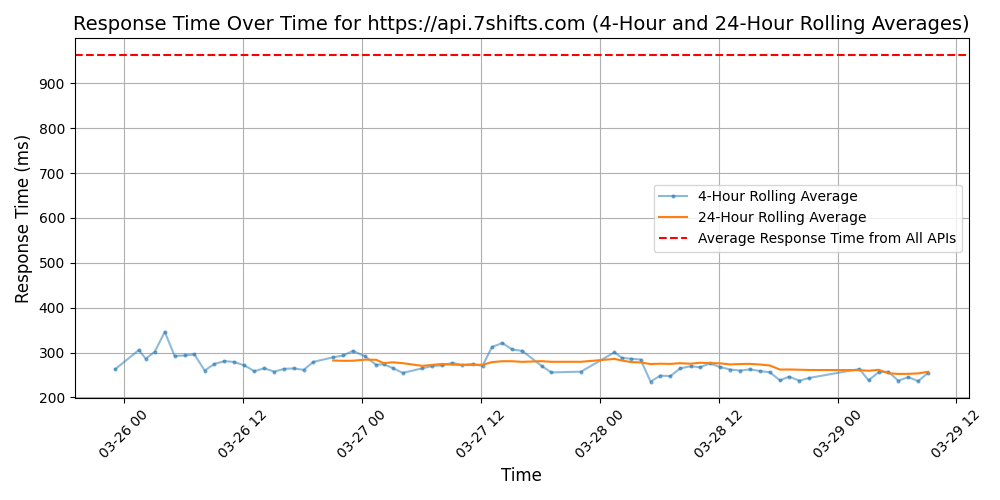 Response Time Over Time for https://api.7shifts.com (4-Hour and 24-Hour Rolling Averages)
Response Time (ms)
900
800
700
600
500
400
300
200
4-Hour Rolling Average
24-Hour Rolling Average
Average Response Time from All APIs
03-26 00
03-26 12
03-27 00
03-27 12
03-28 00
03-28 12
03-29 00
03-29 12
Time